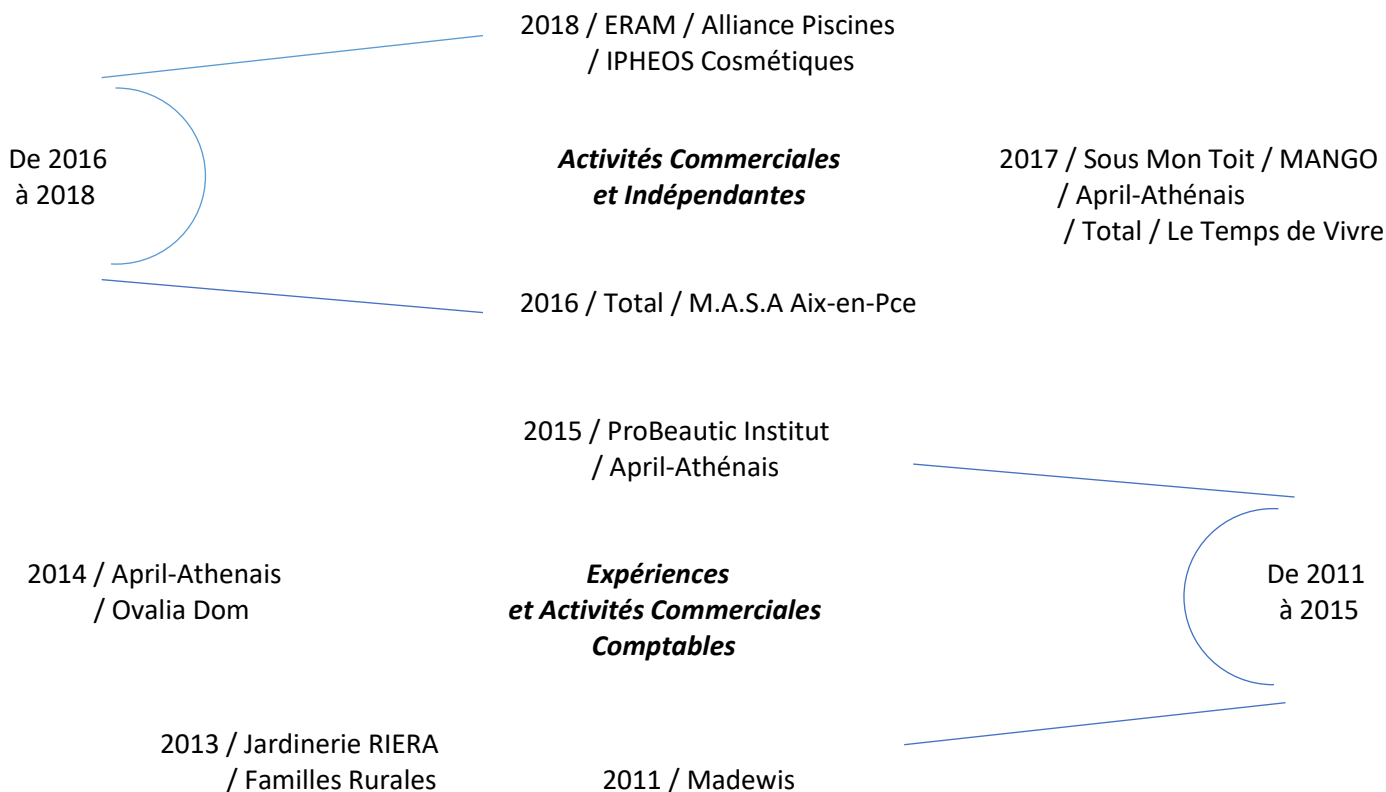 2018 / ERAM / Alliance Piscines
/ IPHEOS Cosmétiques
De 2016
à 2018
Activités Commerciales
et Indépendantes
2017 / Sous Mon Toit / MANGO
/ April-Athénais
/ Total / Le Temps de Vivre
2016 / Total / M.A.S.A Aix-en-Pce
2015 / ProBeautic Institut
/ April-Athénais
2014 / April-Athenais
/ Ovalia Dom
Expériences
et Activités Commerciales
Comptables
De 2011
à 2015
2013 / Jardinerie RIERA
/ Familles Rurales
2011 / Madewis